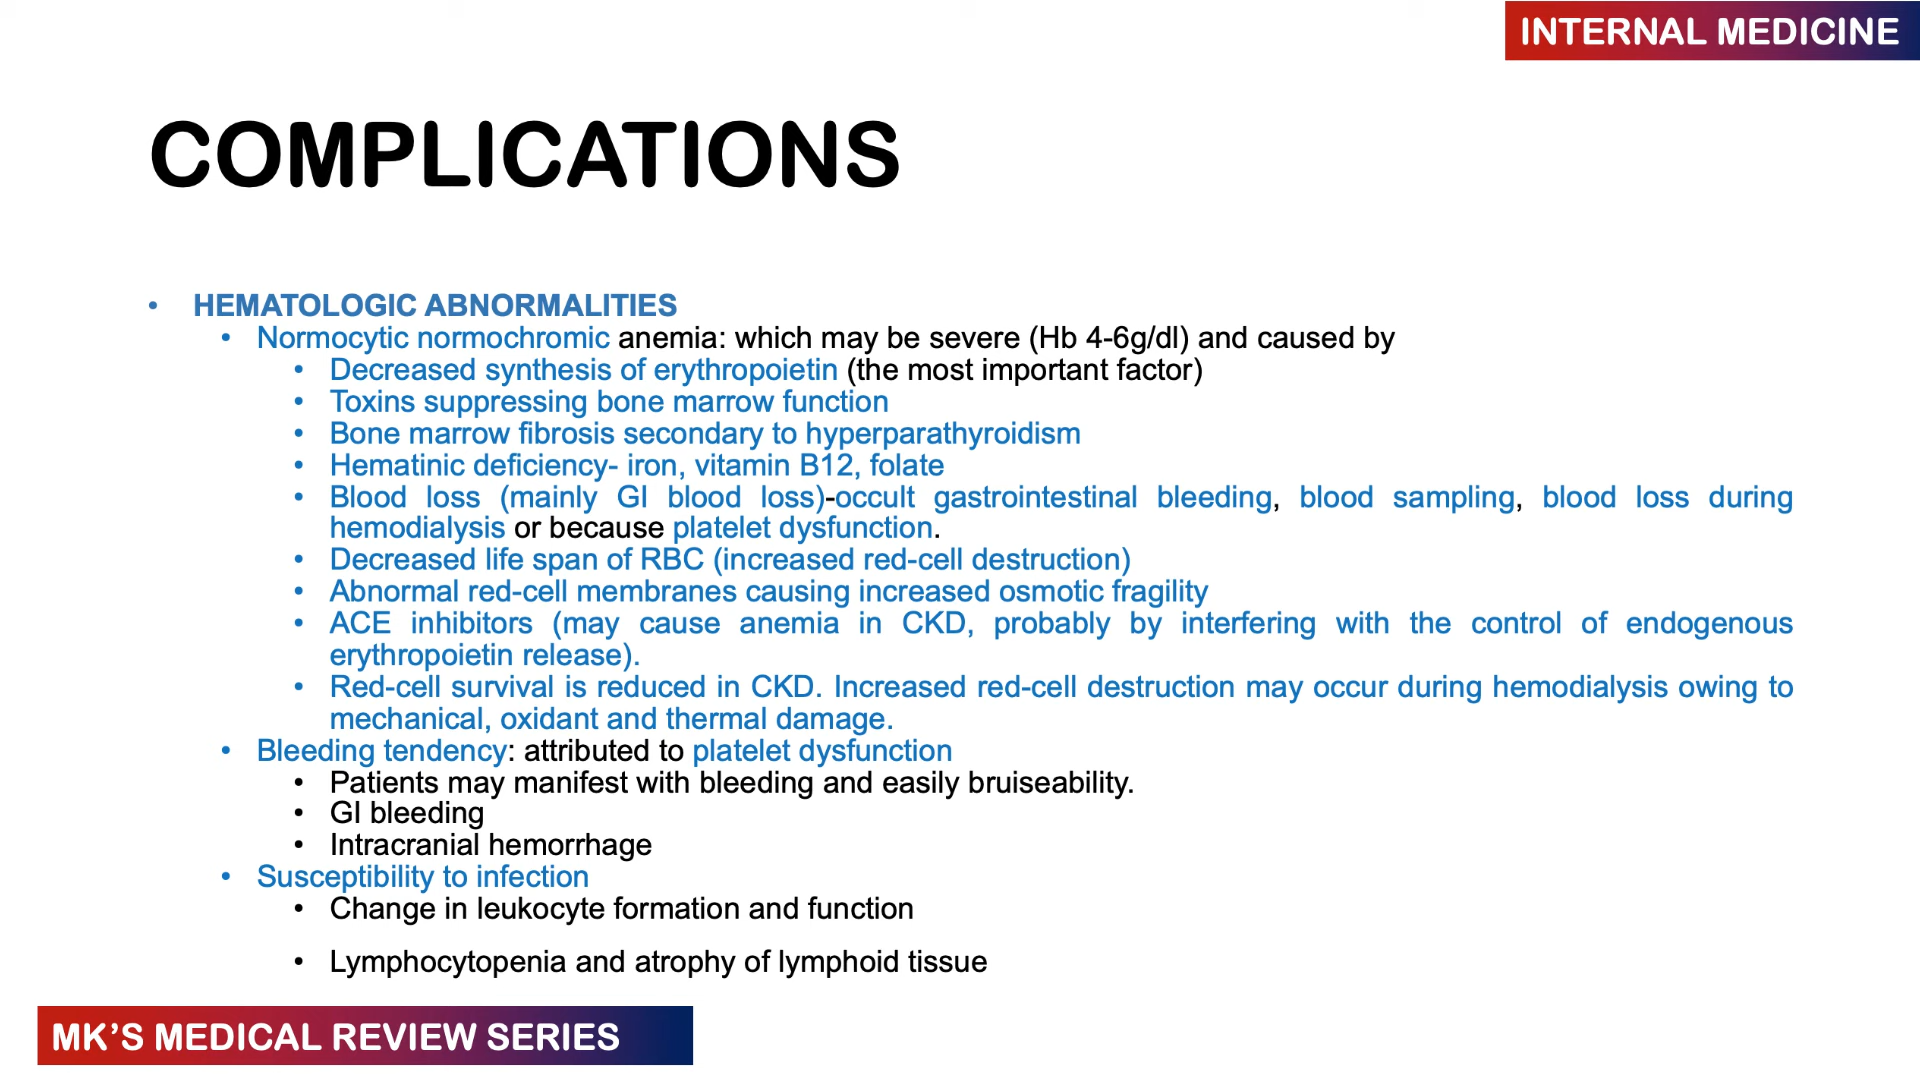 INTERNAL MEDICINE
COMPLICATIONS
• HEMATOLOGIC ABNORMALITIES
• Normocytic normochromic anemia: which may be severe (Hb 4-6g/dl) and caused by
• Decreased synthesis of erythropoietin (the most important factor)
• Toxins suppressing bone marrow function
• Bone marrow fibrosis secondary to hyperparathyroidism
• Hematinic deficiency- iron, vitamin B12, folate
• Blood loss (mainly GI blood loss)-occult gastrointestinal bleeding, blood sampling, blood loss during
hemodialysis or because platelet dysfunction.
• Decreased life span of RBC (increased red-cell destruction)
• Abnormal red-cell membranes causing increased osmotic fragility
• ACE inhibitors (may cause anemia in CKD, probably by interfering with the control of endogenous
erythropoietin release).
• Red-cell survival is reduced in CKD. Increased red-cell destruction may occur during hemodialysis owing to
mechanical, oxidant and thermal damage.
• Bleeding tendency: attributed to platelet dysfunction
• Patients may manifest with bleeding and easily bruiseability.
• GI bleeding
• Intracranial hemorrhage
• Susceptibility to infection
• Change in leukocyte formation and function
• Lymphocytopenia and atrophy of lymphoid tissue
MK’S MEDICAL REVIEW SERIES